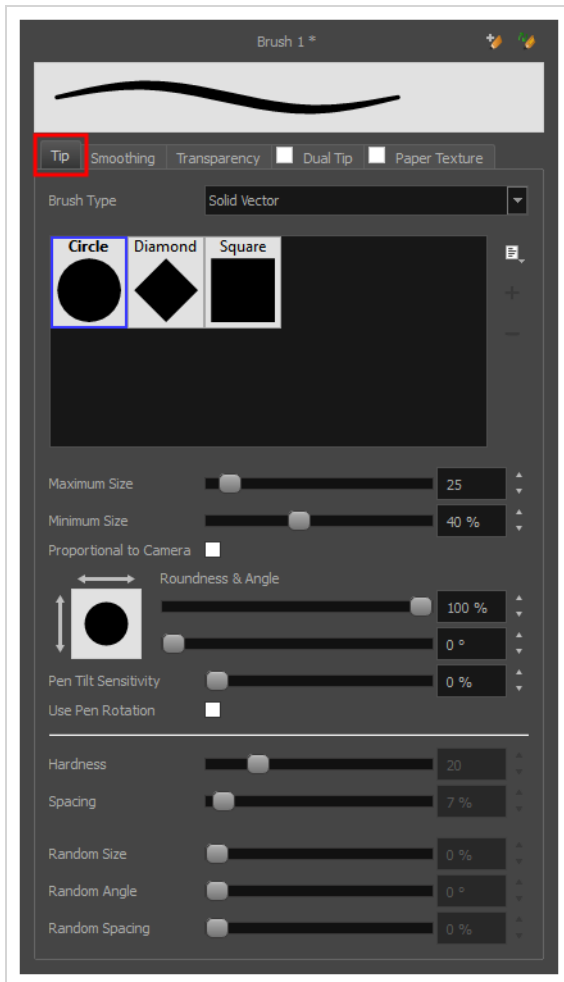 Brush 1 *
Tip Smoothing Transparency Dual Tip Paper Texture
Brush Type Solid Vector
Circle Diamond Square
Maximum Size 25
Minimum Size 40 %
Proportional to Camera
Roundness & Angle
100 %
0 °
Pen Tilt Sensitivity 0 %
Use Pen Rotation
Hardness 20
Spacing 7 %
Random Size 0 %
Random Angle 0 °
Random Spacing 0 %